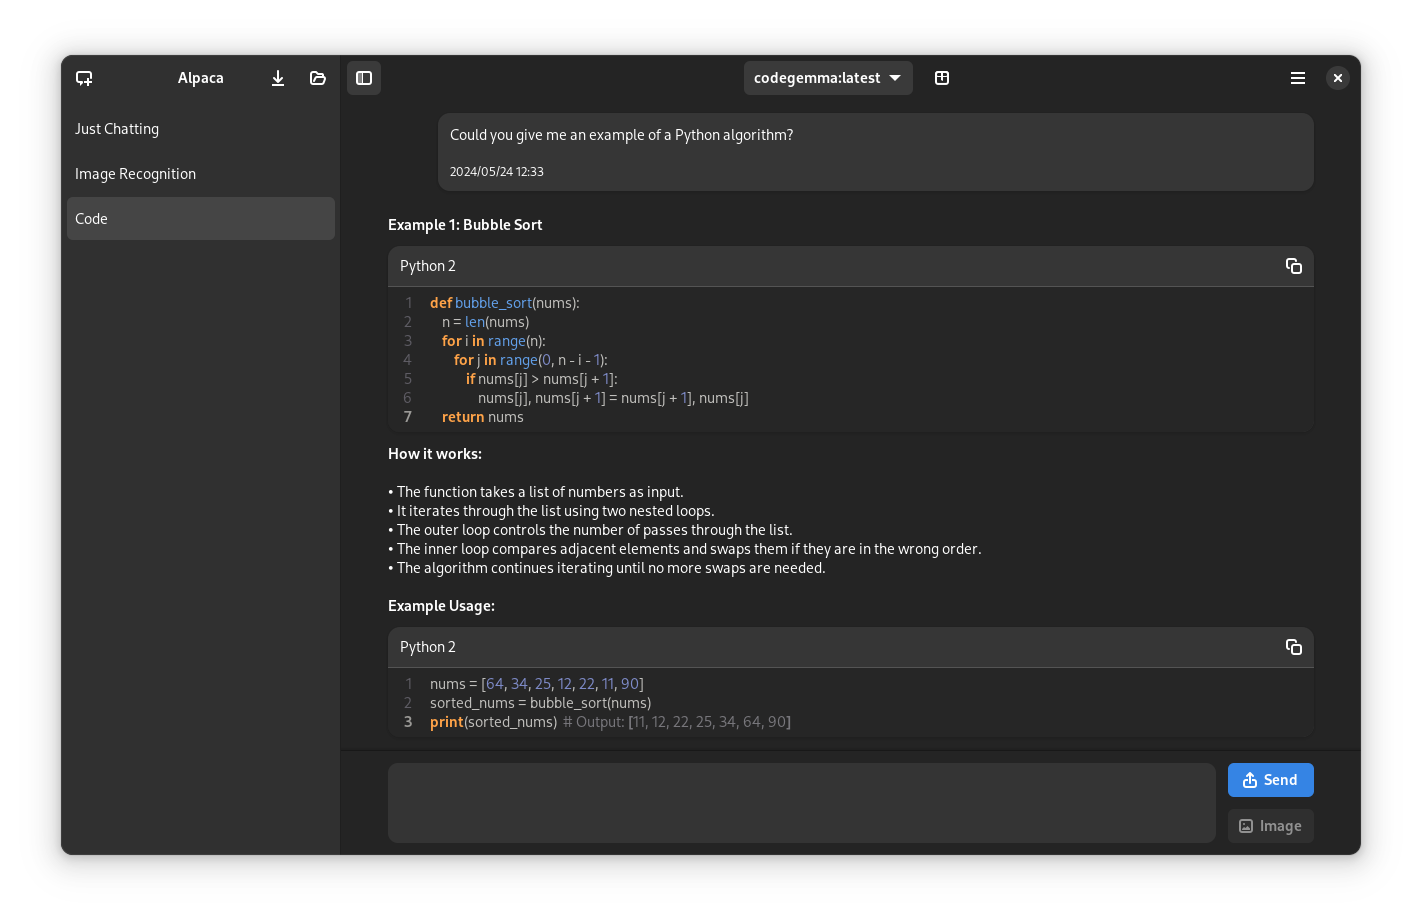 Alpaca
Just Chatting
Image Recognition
Code
codegemma:latest
Could you give me an example of a Python algorithm?
2024/05/24 12:33
Example 1: Bubble Sort
Python 2
1 def bubble_sort(nums):
2 n = len(nums)
3 for i in range(n):
4 for j in range(0, n - i - 1):
5 if nums[j] > nums[j + 1]:
6 nums[j], nums[j + 1] = nums[j + 1], nums[j]
7 return nums
How it works:
• The function takes a list of numbers as input.
• It iterates through the list using two nested loops.
• The outer loop controls the number of passes through the list.
• The inner loop compares adjacent elements and swaps them if they are in the wrong order.
• The algorithm continues iterating until no more swaps are needed.
Example Usage:
Python 2
1 nums = [64, 34, 25, 12, 22, 11, 90]
2 sorted_nums = bubble_sort(nums)
3 print(sorted_nums) # Output: [11, 12, 22, 25, 34, 64, 90]
Send
Image